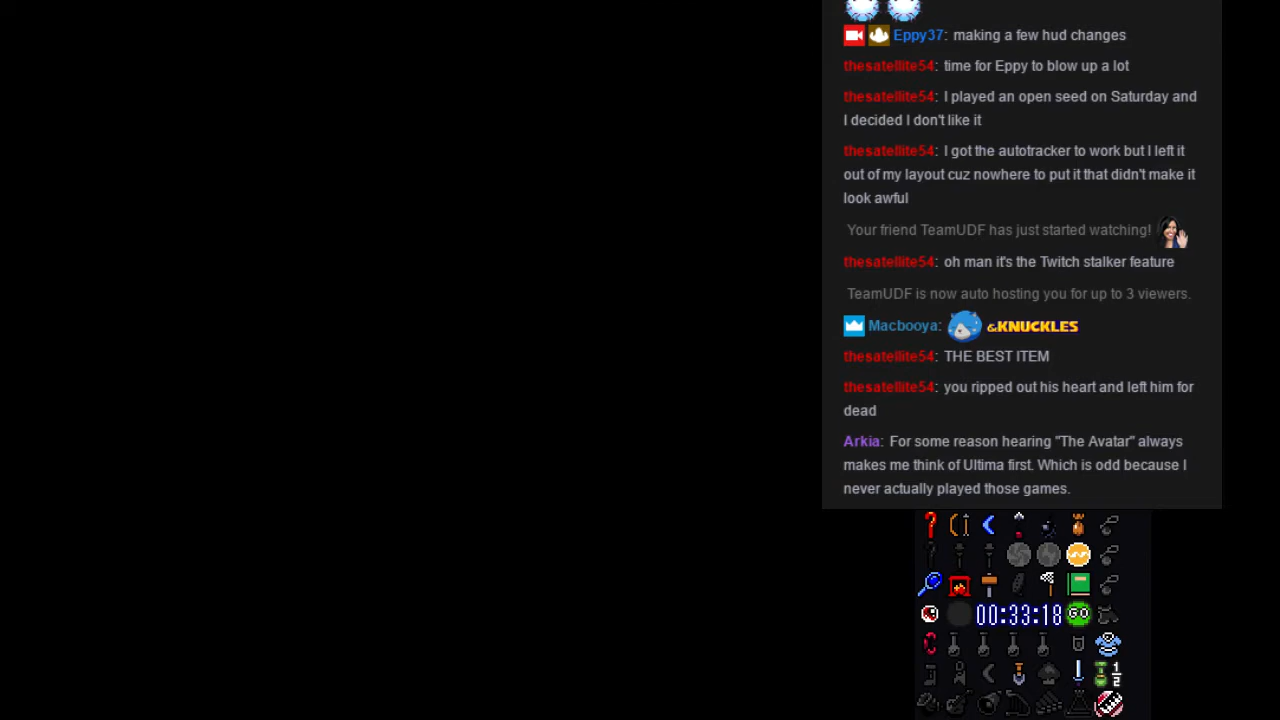 Eppy37: making a few hud changes
thesatellite54: time for Eppy to blow up a lot
thesatellite54: I played an open seed on Saturday and
I decided I don't like it
thesatellite54: I got the autotracker to work but I left it
out of my layout cuz nowhere to put it that didn't make it
look awful
Your friend TeamUDF has just started watching!
thesatellite54: oh man it's the Twitch stalker feature
TeamUDF is now auto hosting you for up to 3 viewers.
Macbooya: &KNUCKLES
thesatellite54: THE BEST ITEM
thesatellite54: you ripped out his heart and left him for
dead
Arkia: For some reason hearing "The Avatar" always
makes me think of Ultima first. Which is odd because I
never actually played those games.
00:33:18 GO
1/2